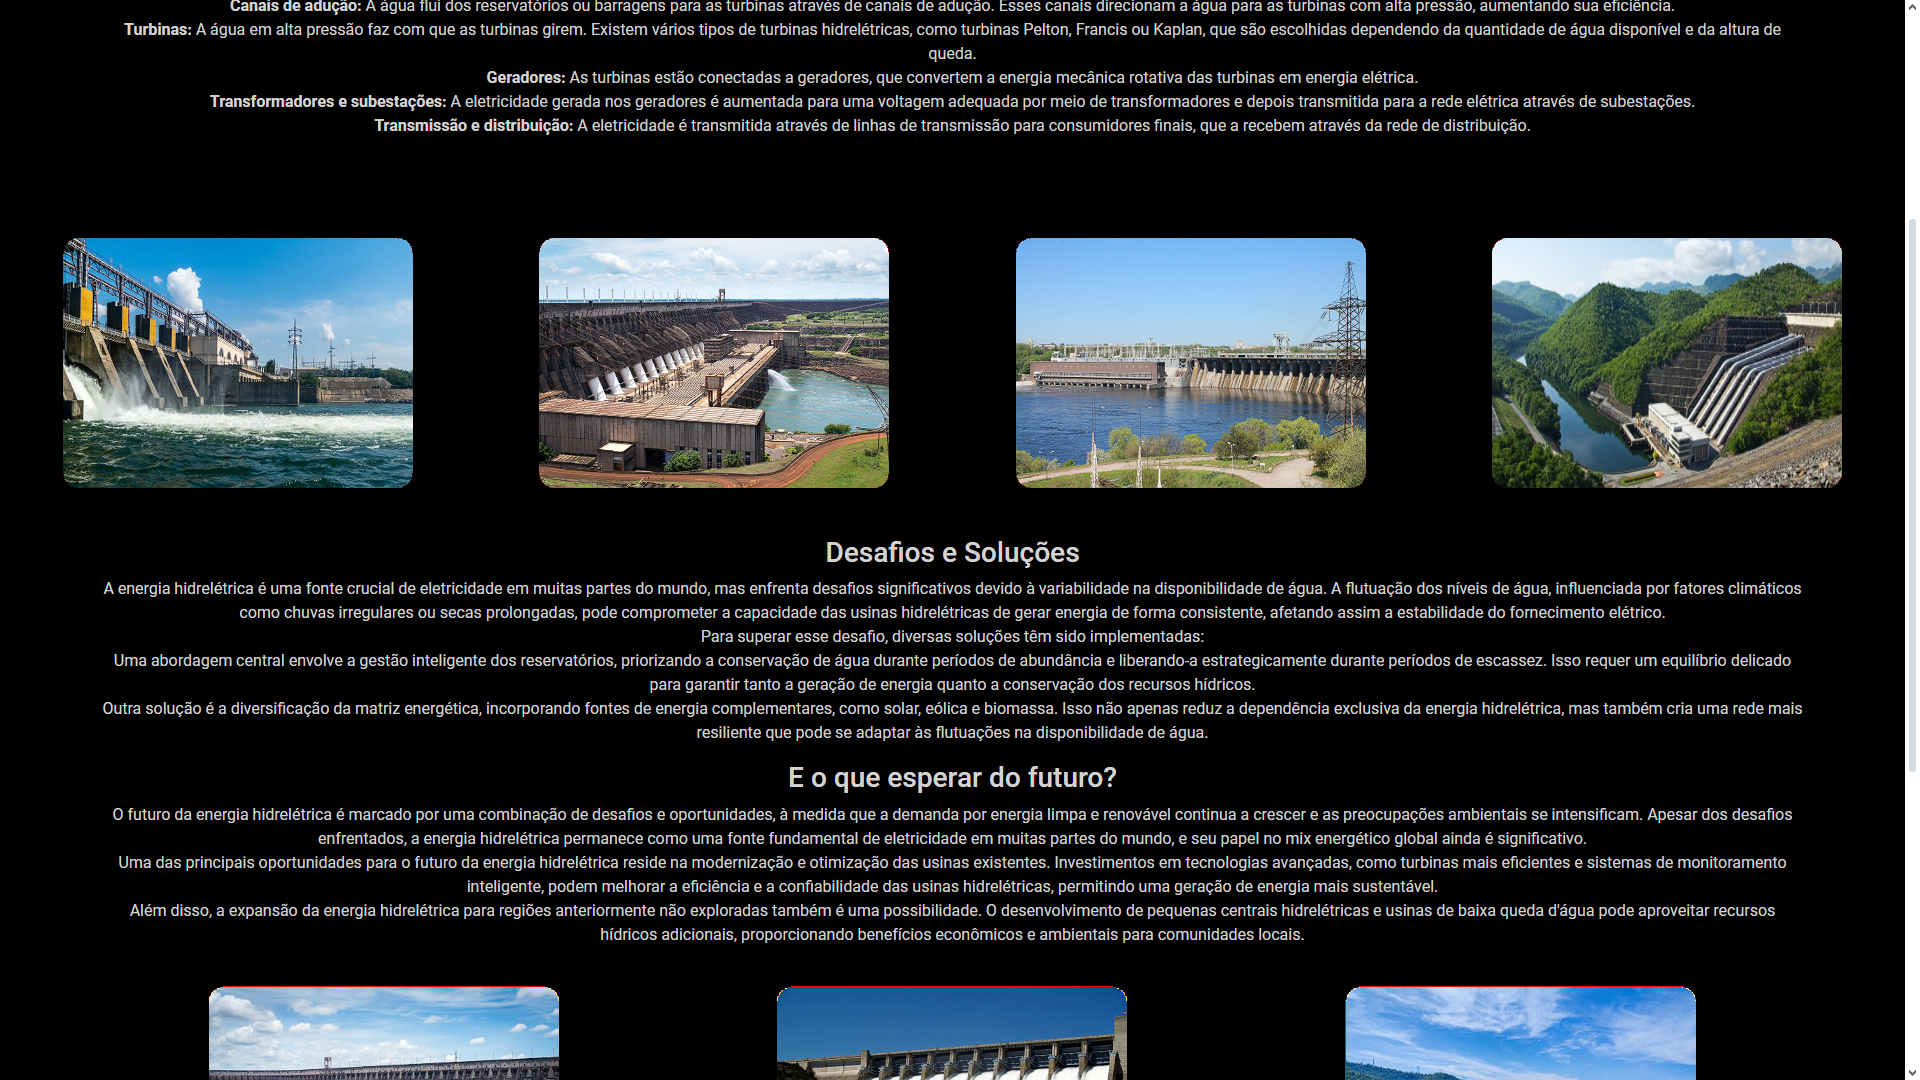 Canais de adução: A água flui dos reservatórios ou barragens para as turbinas através de canais de adução. Esses canais direcionam a água para as turbinas com alta pressão, aumentando sua eficiência.
Turbinas: A água em alta pressão faz com que as turbinas girem. Existem vários tipos de turbinas hidrelétricas, como turbinas Pelton, Francis ou Kaplan, que são escolhidas dependendo da quantidade de água disponível e da altura de
queda.
Geradores: As turbinas estão conectadas a geradores, que convertem a energia mecânica rotativa das turbinas em energia elétrica.
Transformadores e subestações: A eletricidade gerada nos geradores é aumentada para uma voltagem adequada por meio de transformadores e depois transmitida para a rede elétrica através de subestações.
Transmissão e distribuição: A eletricidade é transmitida através de linhas de transmissão para consumidores finais, que a recebem através da rede de distribuição.
Desafios e Soluções
A energia hidrelétrica é uma fonte crucial de eletricidade em muitas partes do mundo, mas enfrenta desafios significativos devido à variabilidade na disponibilidade de água. A flutuação dos níveis de água, influenciada por fatores climáticos
como chuvas irregulares ou secas prolongadas, pode comprometer a capacidade das usinas hidrelétricas de gerar energia de forma consistente, afetando assim a estabilidade do fornecimento elétrico.
Para superar esse desafio, diversas soluções têm sido implementadas:
Uma abordagem central envolve a gestão inteligente dos reservatórios, priorizando a conservação de água durante períodos de abundância e liberando-a estrategicamente durante períodos de escassez. Isso requer um equilíbrio delicado
para garantir tanto a geração de energia quanto a conservação dos recursos hídricos.
Outra solução é a diversificação da matriz energética, incorporando fontes de energia complementares, como solar, eólica e biomassa. Isso não apenas reduz a dependência exclusiva da energia hidrelétrica, mas também cria uma rede mais
resiliente que pode se adaptar às flutuações na disponibilidade de água.
E o que esperar do futuro?
O futuro da energia hidrelétrica é marcado por uma combinação de desafios e oportunidades, à medida que a demanda por energia limpa e renovável continua a crescer e as preocupações ambientais se intensificam. Apesar dos desafios
enfrentados, a energia hidrelétrica permanece como uma fonte fundamental de eletricidade em muitas partes do mundo, e seu papel no mix energético global ainda é significativo.
Uma das principais oportunidades para o futuro da energia hidrelétrica reside na modernização e otimização das usinas existentes. Investimentos em tecnologias avançadas, como turbinas mais eficientes e sistemas de monitoramento
inteligente, podem melhorar a eficiência e a confiabilidade das usinas hidrelétricas, permitindo uma geração de energia mais sustentável.
Além disso, a expansão da energia hidrelétrica para regiões anteriormente não exploradas também é uma possibilidade. O desenvolvimento de pequenas centrais hidrelétricas e usinas de baixa queda d'água pode aproveitar recursos
hídricos adicionais, proporcionando benefícios econômicos e ambientais para comunidades locais.